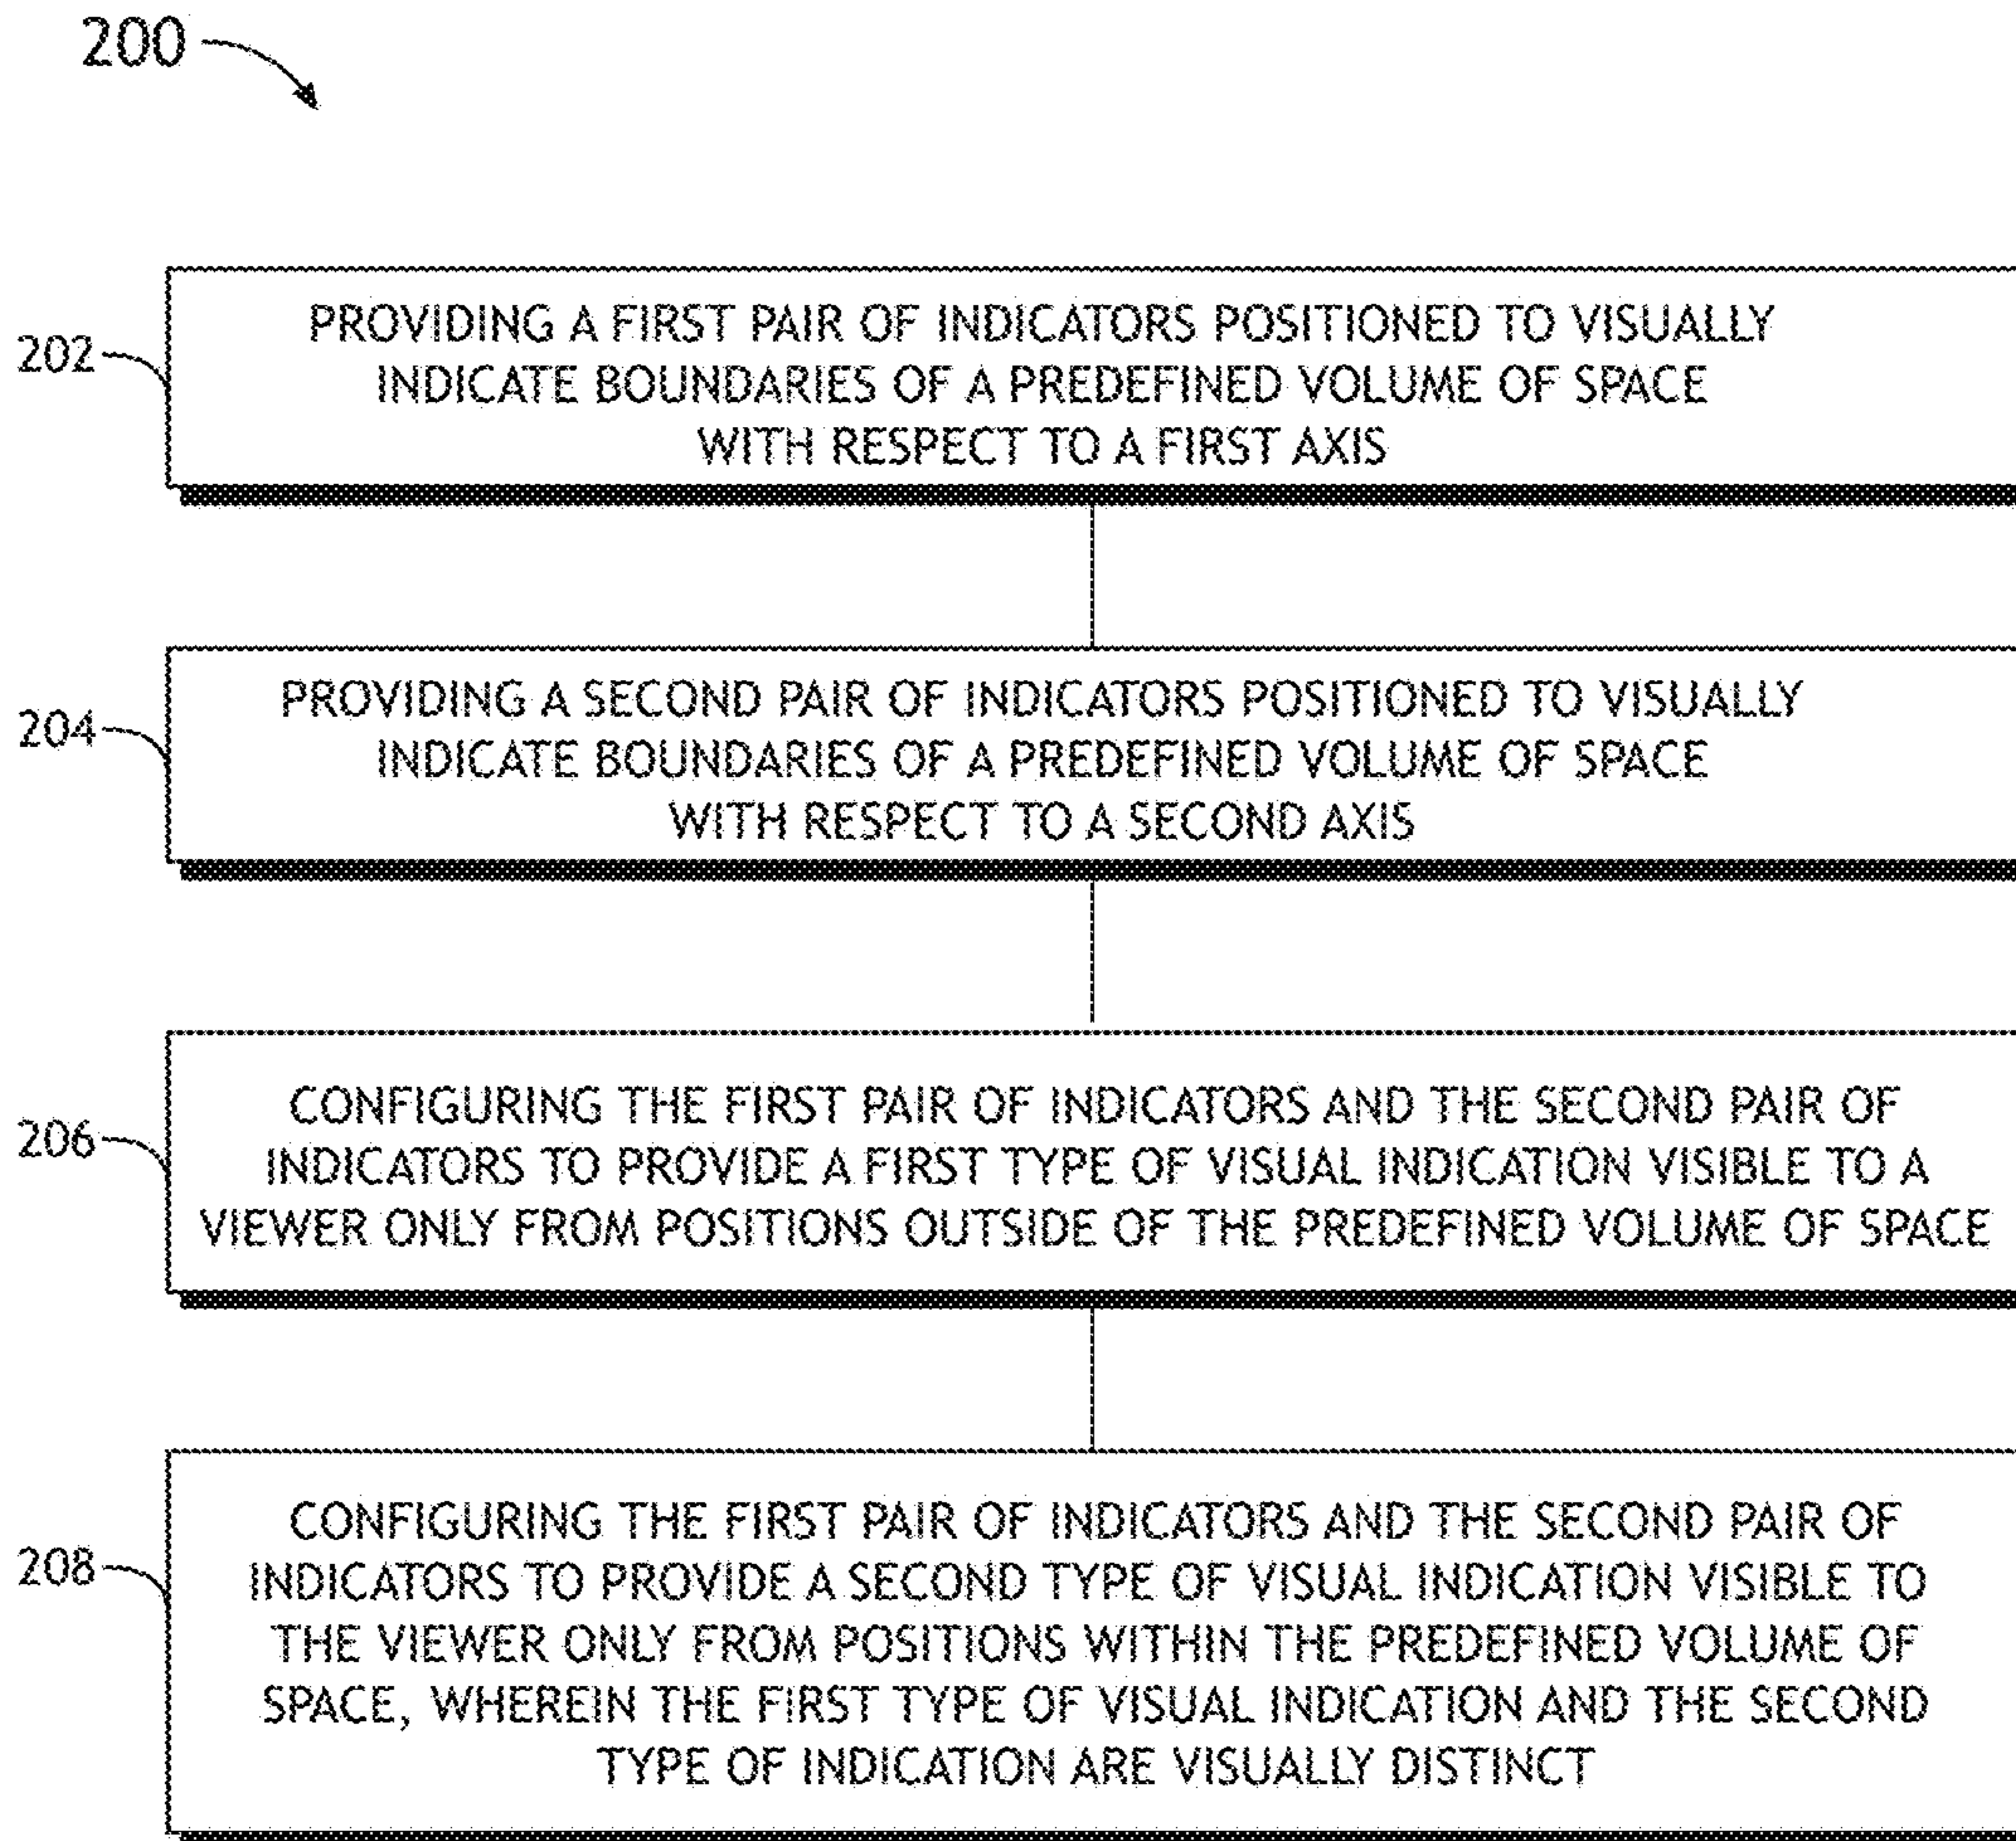 200
202
PROVIDING A FIRST PAIR OF INDICATORS POSITIONED TO VISUALLY
INDICATE BOUNDARIES OF A PREDEFINED VOLUME OF SPACE
WITH RESPECT TO A FIRST AXIS
204
PROVIDING A SECOND PAIR OF INDICATORS POSITIONED TO VISUALLY
INDICATE BOUNDARIES OF A PREDEFINED VOLUME OF SPACE
WITH RESPECT TO A SECOND AXIS
206
CONFIGURING THE FIRST PAIR OF INDICATORS AND THE SECOND PAIR OF
INDICATORS TO PROVIDE A FIRST TYPE OF VISUAL INDICATION VISIBLE TO A
VIEWER ONLY FROM POSITIONS OUTSIDE OF THE PREDEFINED VOLUME OF SPACE
208
CONFIGURING THE FIRST PAIR OF INDICATORS AND THE SECOND PAIR OF
INDICATORS TO PROVIDE A SECOND TYPE OF VISUAL INDICATION VISIBLE TO
THE VIEWER ONLY FROM POSITIONS WITHIN THE PREDEFINED VOLUME OF
SPACE, WHEREIN THE FIRST TYPE OF VISUAL INDICATION AND THE SECOND
TYPE OF INDICATION ARE VISUALLY DISTINCT